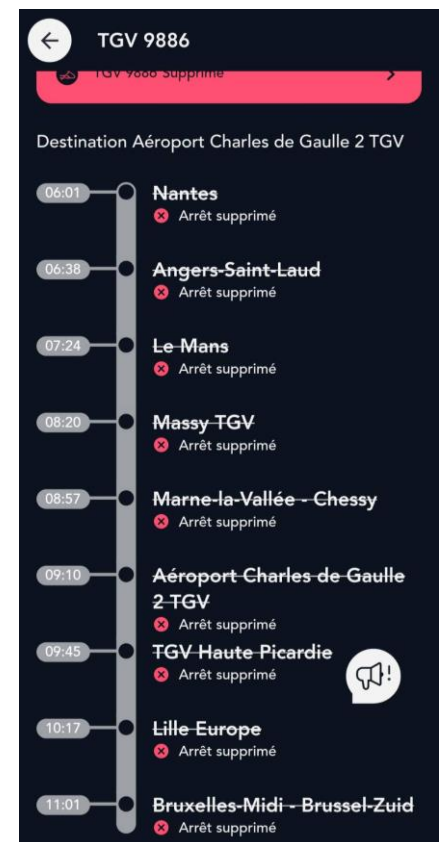 TGV 9886
TGV 9886 Supprimé
Destination Aéroport Charles de Gaulle 2 TGV
06:01 Nantes
Arrêt supprimé
06:38 Angers-Saint-Laud
Arrêt supprimé
07:24 Le Mans
Arrêt supprimé
08:20 Massy TGV
Arrêt supprimé
08:57 Marne-la-Vallée - Chessy
Arrêt supprimé
09:10 Aéroport Charles de Gaulle
2 TGV
Arrêt supprimé
09:45 TGV Haute Picardie
Arrêt supprimé
10:17 Lille Europe
Arrêt supprimé
11:01 Bruxelles-Midi - Brussel-Zuid
Arrêt supprimé